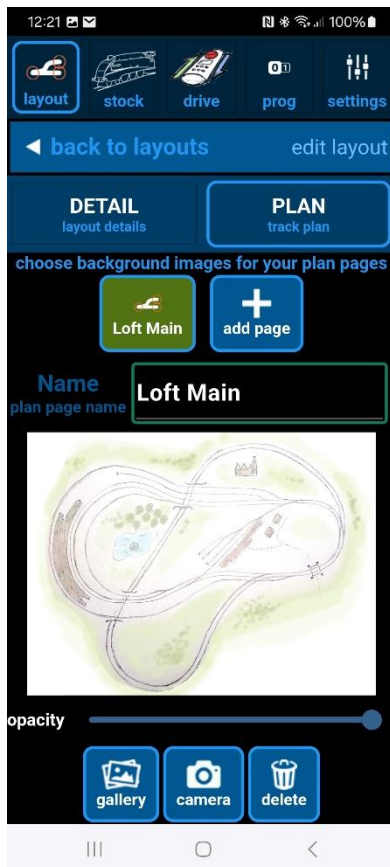 12:21 100%
layout stock drive prog settings
back to layouts edit layout
DETAIL PLAN
layout details track plan
choose background images for your plan pages
Loft Main add page
Name
plan page name
Loft Main
opacity
gallery camera delete